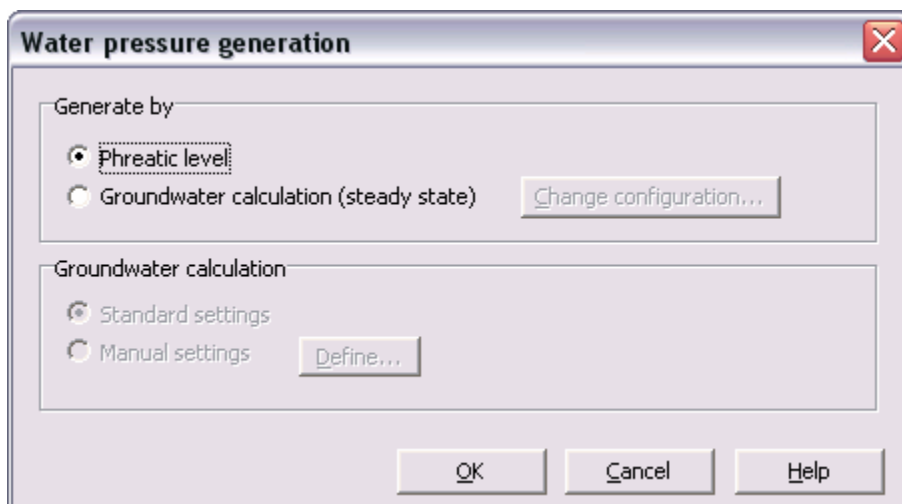 Water pressure generation
Generate by
Phreatic level
Groundwater calculation (steady state)
Change configuration...
Groundwater calculation
Standard settings
Manual settings
Define...
OK
Cancel
Help